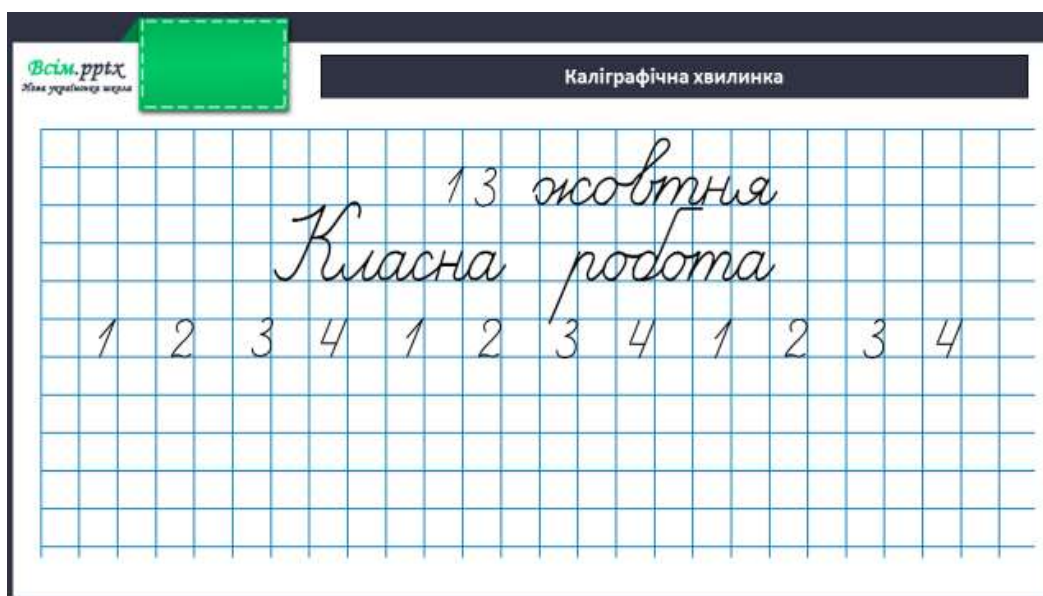 Всім.pptx
Нова українська школа
Каліграфічна хвилинка
13 жовтня
Класна робота
1 2 3 4 1 2 3 4 1 2 3 4